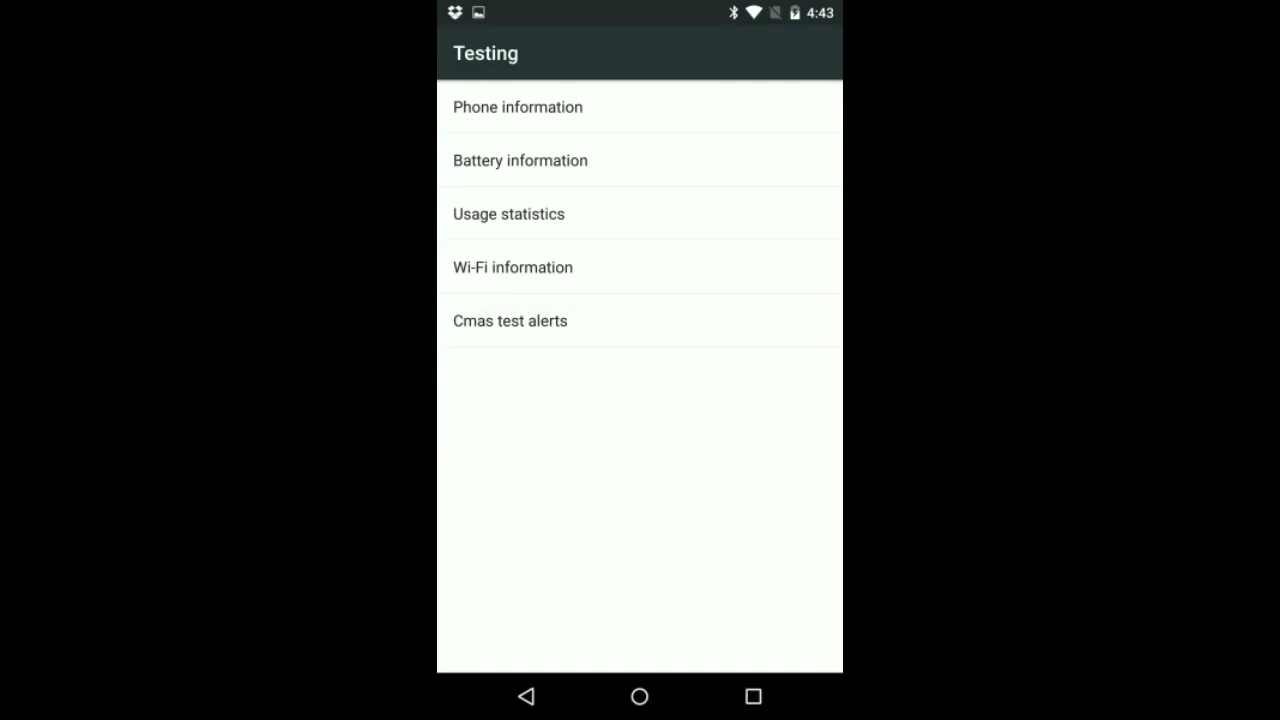 4:43
Testing
Phone information
Battery information
Usage statistics
Wi-Fi information
Cmas test alerts